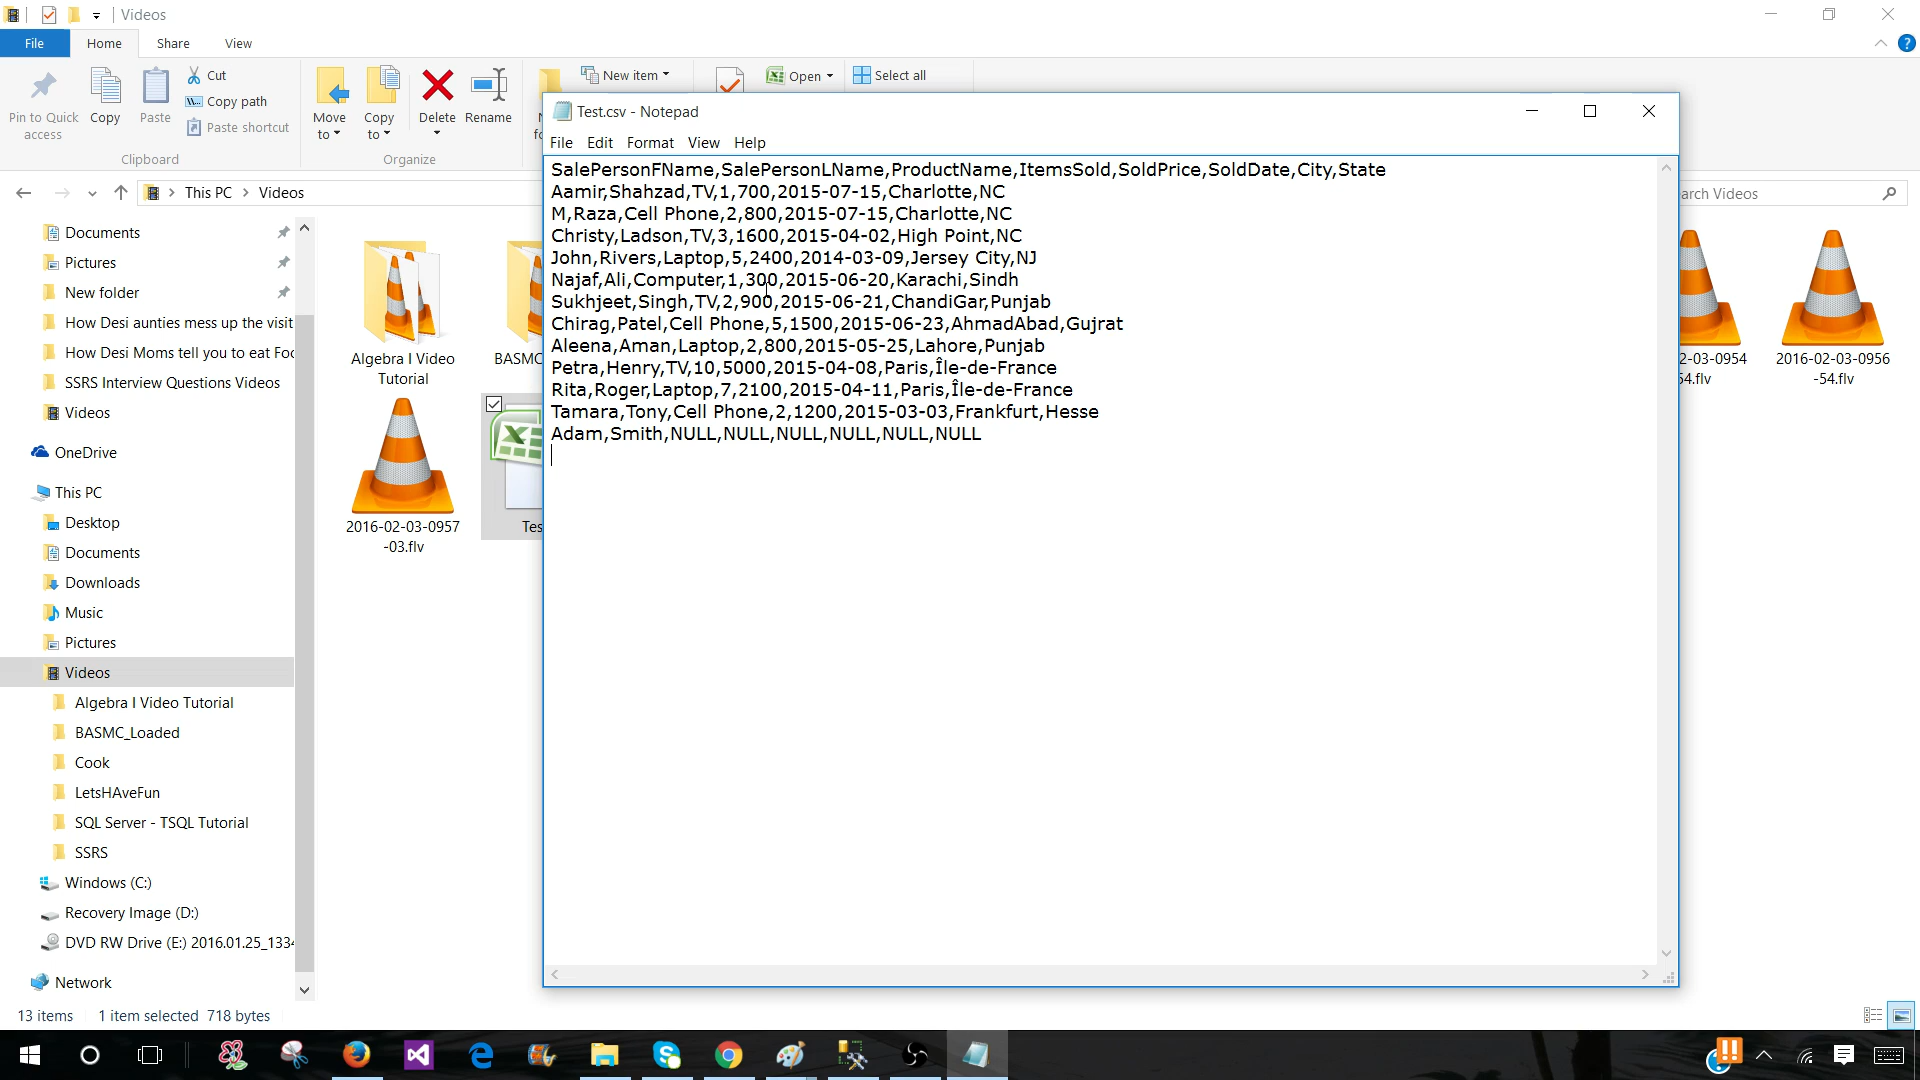 Videos
File
Home
Share
View
Pin to Quick access
Copy
Paste
Cut
Copy path
Paste shortcut
Clipboard
Move to
Copy to
Delete
Rename
Organize
New item
Open
Select all
This PC
Videos
Videos
Test.csv - Notepad
File Edit Format View Help
SalePersonFName,SalePersonLName,ProductName,ItemsSold,SoldPrice,SoldDate,City,State
Aamir,Shahzad,TV,1,700,2015-07-15,Charlotte,NC
M,Raza,Cell Phone,2,800,2015-07-15,Charlotte,NC
Christy,Ladson,TV,3,1600,2015-04-02,High Point,NC
John,Rivers,Laptop,5,2400,2014-03-09,Jersey City,NJ
Najaf,Ali,Computer,1,300,2015-06-20,Karachi,Sindh
Sukhjeet,Singh,TV,2,900,2015-06-21,ChandiGar,Punjab
Chirag,Patel,Cell Phone,5,1500,2015-06-23,AhmadAbad,Gujrat
Aleena,Aman,Laptop,2,800,2015-05-25,Lahore,Punjab
Petra,Henry,TV,10,5000,2015-04-08,Paris,Île-de-France
Rita,Roger,Laptop,7,2100,2015-04-11,Paris,Île-de-France
Tamara,Tony,Cell Phone,2,1200,2015-03-03,Frankfurt,Hesse
Adam,Smith,NULL,NULL,NULL,NULL,NULL,NULL
Documents
Pictures
New folder
How Desi aunties mess up the visit
How Desi Moms tell you to eat Foo
SSRS Interview Questions Videos
Videos
OneDrive
This PC
Desktop
Documents
Downloads
Music
Pictures
Videos
Algebra I Video Tutorial
BASMC_Loaded
Cook
LetsHAveFun
SQL Server - TSQL Tutorial
SSRS
Windows (C:)
Recovery Image (D:)
DVD RW Drive (E:) 2016.01.25_1334
Network
Algebra I Video
Tutorial
BASMC
2016-02-03-0957
-03.flv
Tes
2-03-0954
54.flv
2016-02-03-0956
-54.flv
13 items
1 item selected 718 bytes